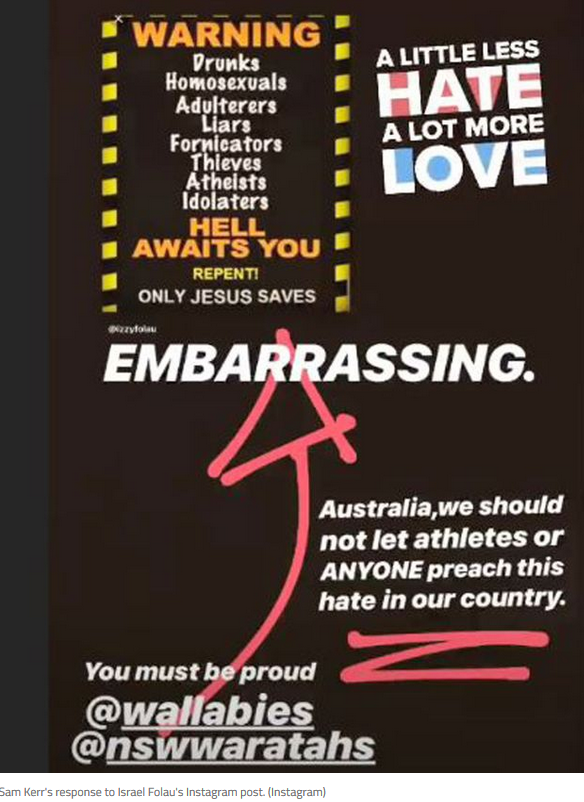 WARNING
Drunks
Homosexuals
Adulterers
Liars
Fornicators
Thieves
Atheists
Idolaters
HELL
AWAITS YOU
REPENT!
ONLY JESUS SAVES
@izzyfolau
A LITTLE LESS
HATE
A LOT MORE
LOVE
EMBARRASSING.
Australia,we should
not let athletes or
ANYONE preach this
hate in our country.
You must be proud
@wallabies
@nswwaratahs
Sam Kerr's response to Israel Folau's Instagram post. (Instagram)